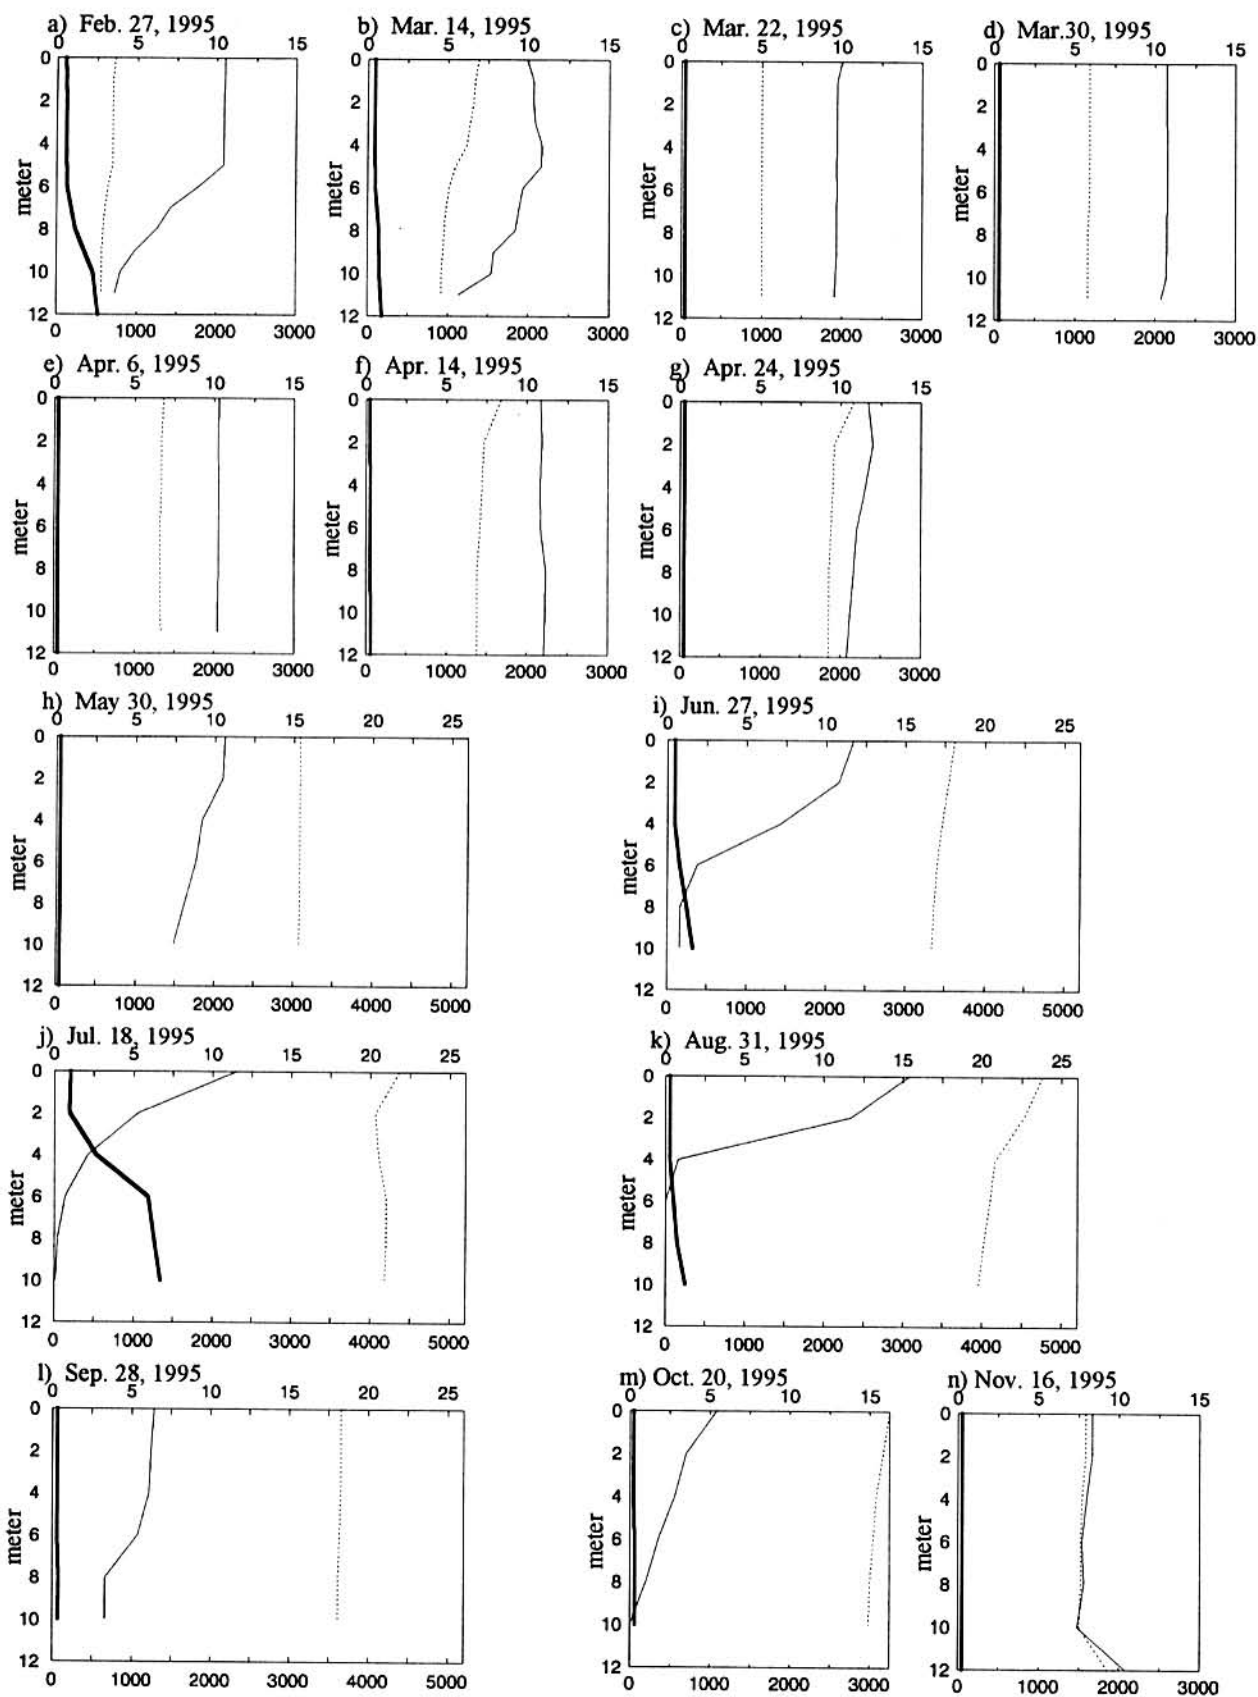 a) Feb. 27, 1995 b) Mar. 14, 1995 c) Mar. 22, 1995 d) Mar.30, 1995
0 5 10 15 0 5 10 15 0 5 10 15 0 5 10 15
0 0 0 0
2 2 2 2
4 4 4 4
meter meter meter meter
6 6 6 6
8 8 8 8
10 10 10 10
12 12 12 12
0 1000 2000 3000 0 1000 2000 3000 0 1000 2000 3000 0 1000 2000 3000
e) Apr. 6, 1995 f) Apr. 14, 1995 g) Apr. 24, 1995
0 5 10 15 0 5 10 15 0 5 10 15
0 0 0
2 2 2
4 4 4
meter meter meter
6 6 6
8 8 8
10 10 10
12 12 12
0 1000 2000 3000 0 1000 2000 3000 0 1000 2000 3000
h) May 30, 1995 i) Jun. 27, 1995
0 5 10 15 20 25 0 5 10 15 20 25
0 0
2 2
4 4
meter meter
6 6
8 8
10 10
12 12
0 1000 2000 3000 4000 5000 0 1000 2000 3000 4000 5000
j) Jul. 18, 1995 k) Aug. 31, 1995
0 5 10 15 20 25 0 5 10 15 20 25
0 0
2 2
4 4
meter meter
6 6
8 8
10 10
12 12
0 1000 2000 3000 4000 5000 0 1000 2000 3000 4000 5000
l) Sep. 28, 1995 m) Oct. 20, 1995 n) Nov. 16, 1995
0 5 10 15 20 25 0 5 10 15 0 5 10 15
0 0 0
2 2 2
4 4 4
meter meter meter
6 6 6
8 8 8
10 10 10
12 12 12
0 1000 2000 3000 4000 5000 0 1000 2000 3000 0 1000 2000 3000